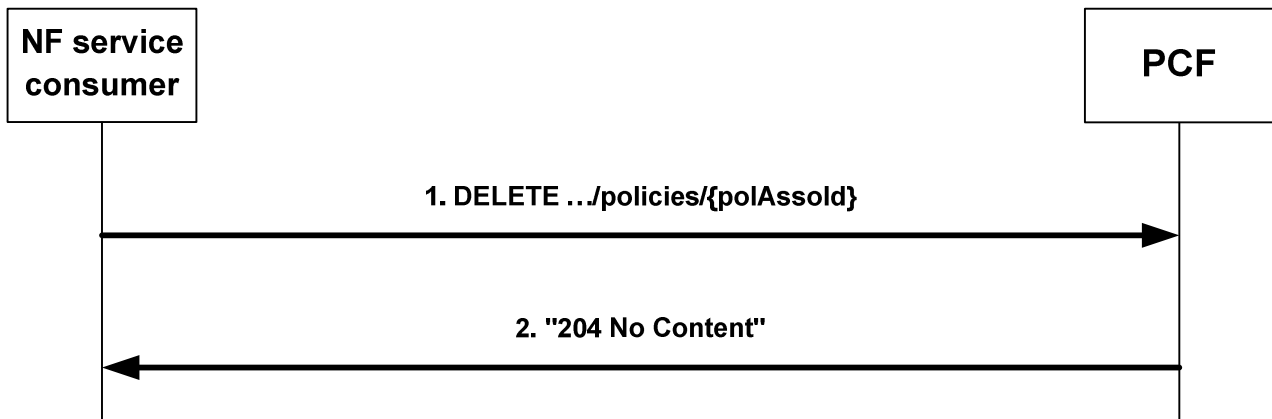 NF service
consumer
PCF
1. DELETE …/policies/{polAssoId}
2. "204 No Content"